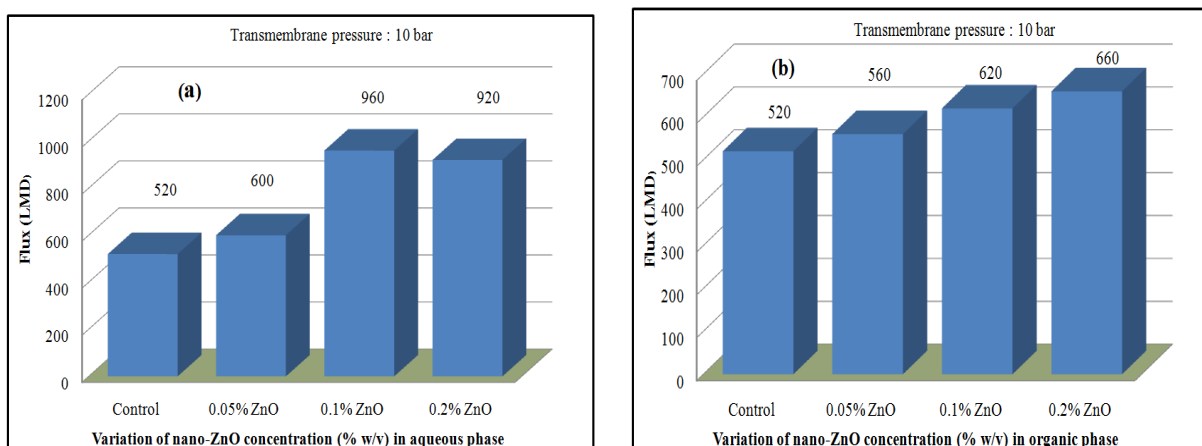 Transmembrane pressure : 10 bar
(a)
1200
1000
800
600
400
200
0
Flux (LMD)
520
600
960
920
Control
0.05% ZnO
0.1% ZnO
0.2% ZnO
Variation of nano-ZnO concentration (% w/v) in aqueous phase
Transmembrane pressure : 10 bar
(b)
700
600
500
400
300
200
100
0
Flux (LMD)
520
560
620
660
Control
0.05% ZnO
0.1% ZnO
0.2% ZnO
Variation of nano-ZnO concentration (% w/v) in organic phase